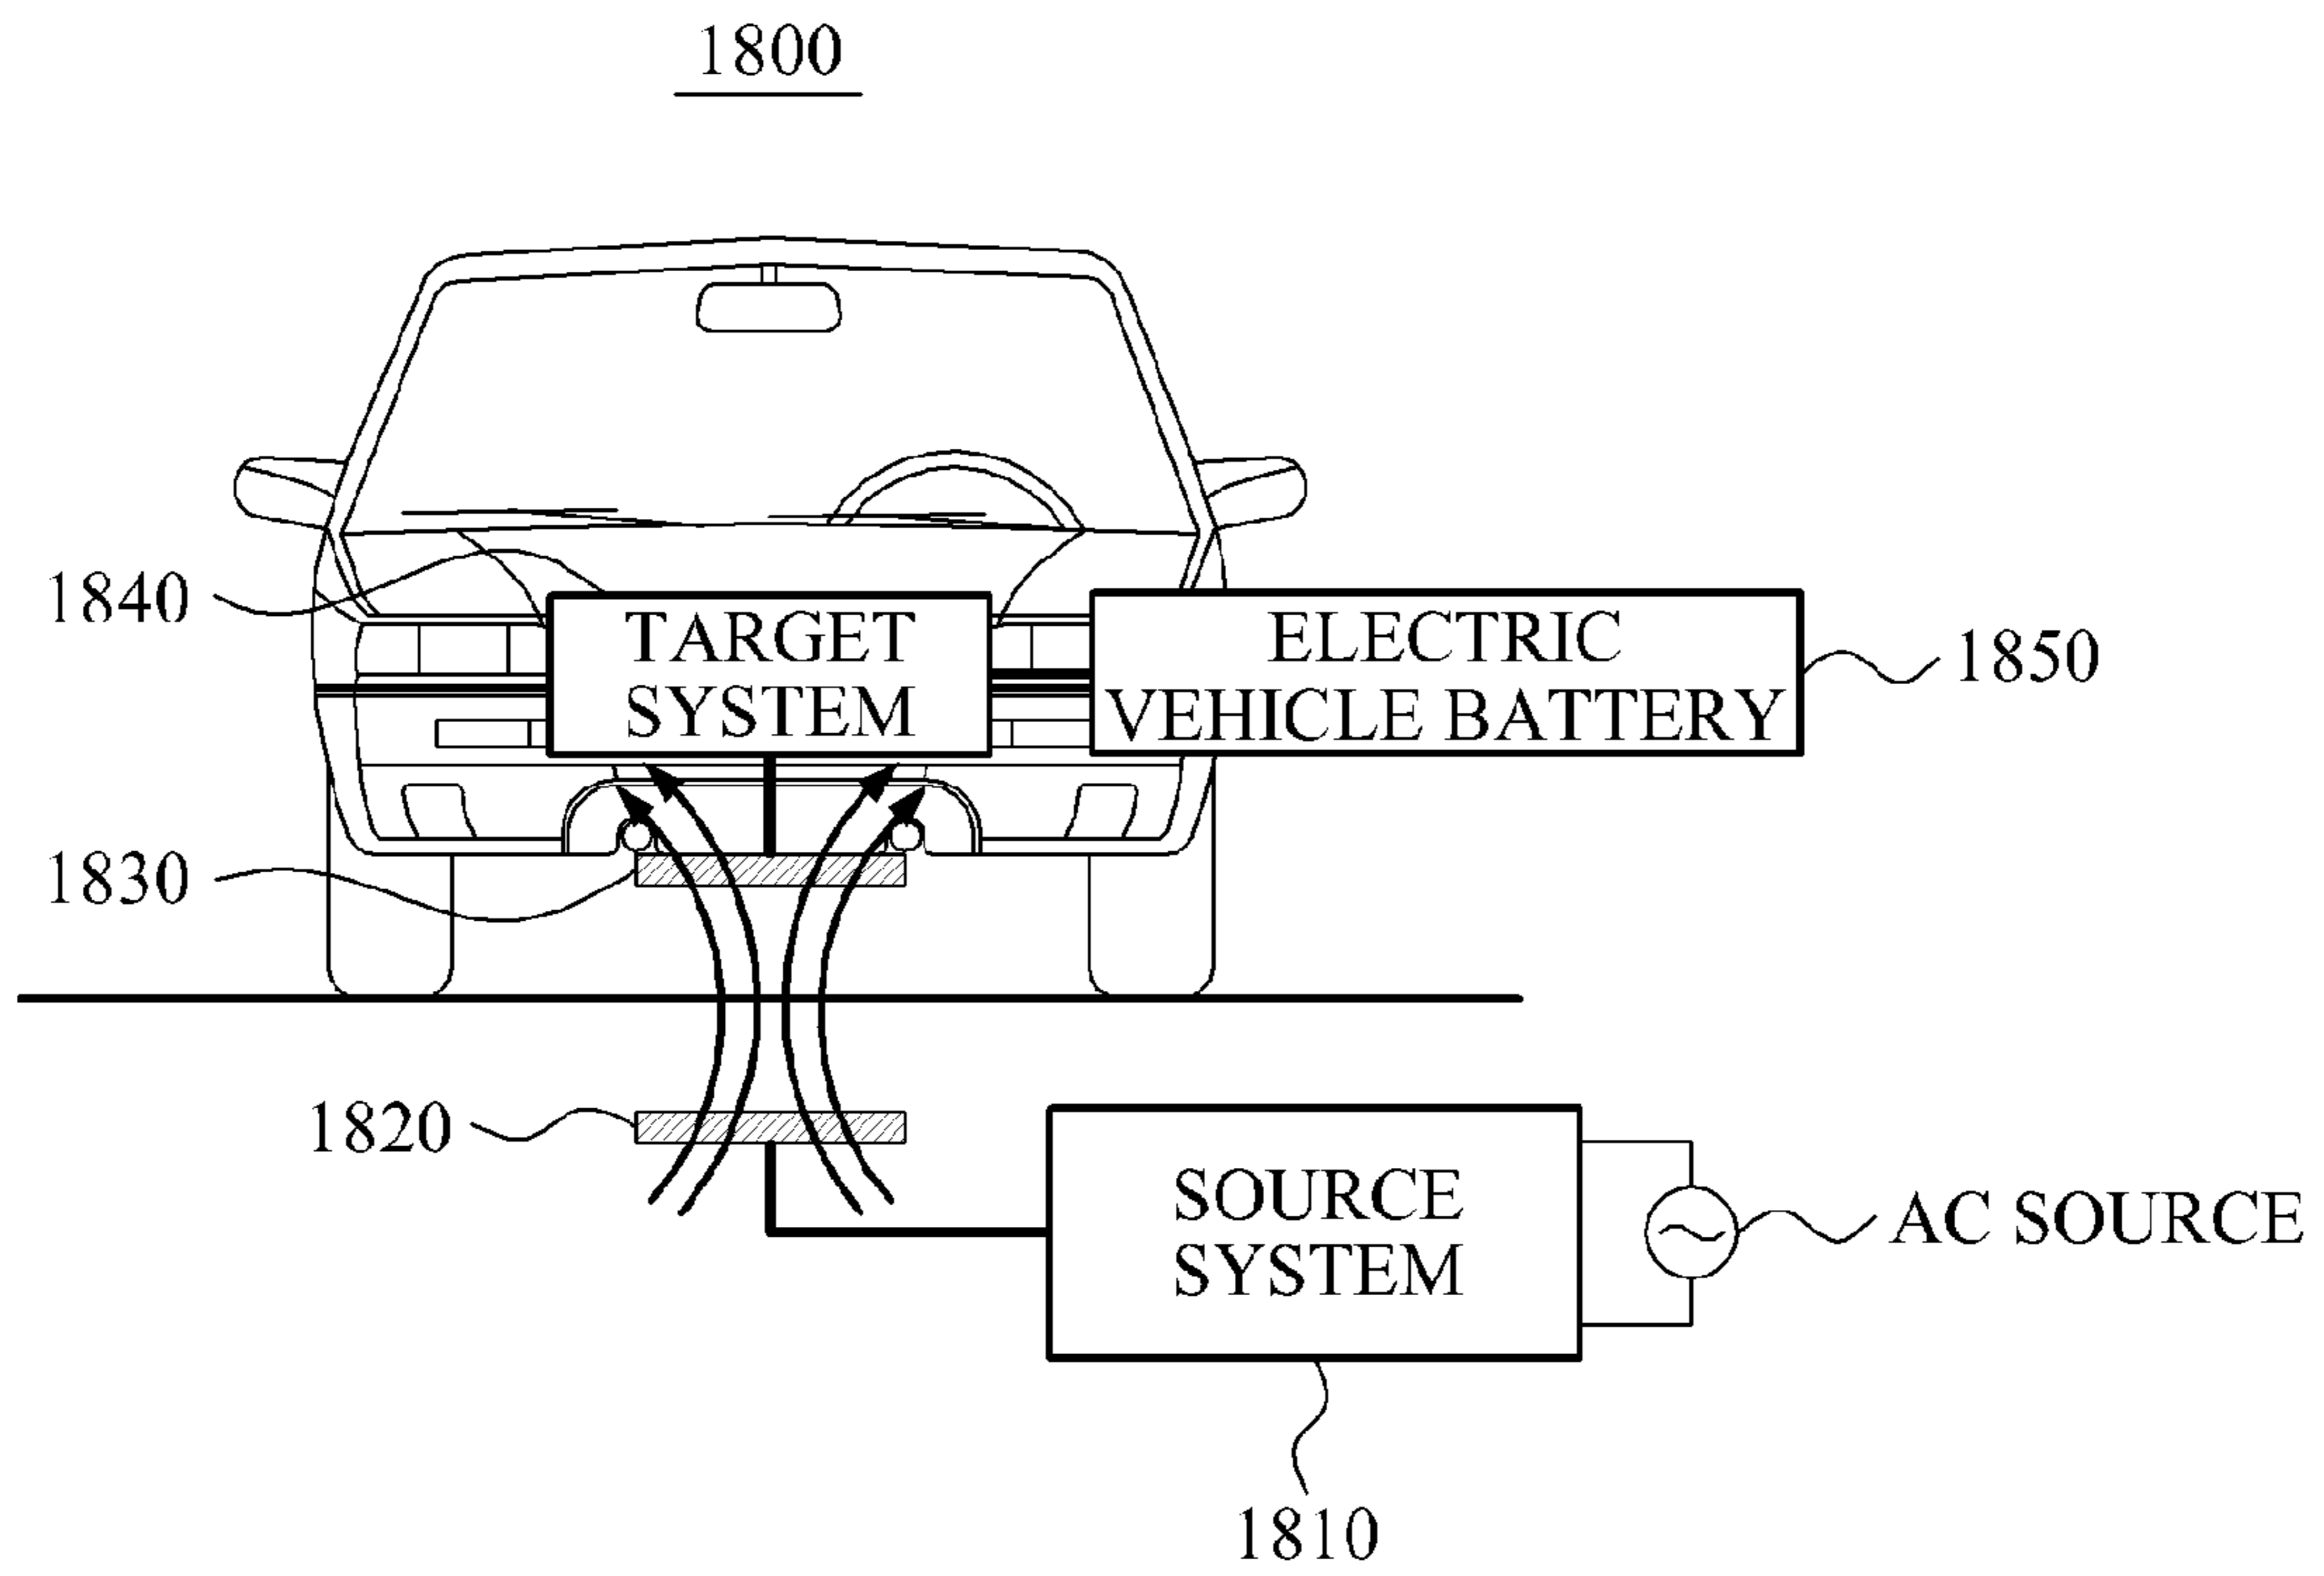 1800
1840
TARGET
SYSTEM
ELECTRIC
VEHICLE BATTERY
1850
1830
1820
SOURCE
SYSTEM
AC SOURCE
1810